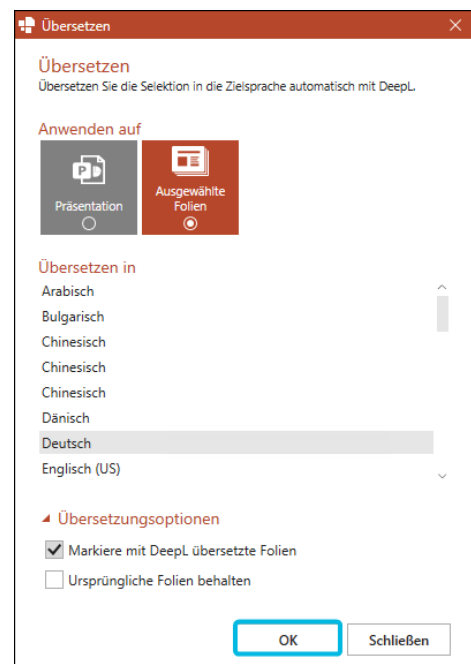 Übersetzen
Übersetzen
Übersetzen Sie die Selektion in die Zielsprache automatisch mit DeepL.
Anwenden auf
Präsentation
Ausgewählte
Folien
Übersetzen in
Arabisch
Bulgarisch
Chinesisch
Chinesisch
Chinesisch
Dänisch
Deutsch
Englisch (US)
Übersetzungsoptionen
Markiere mit DeepL übersetzte Folien
Ursprüngliche Folien behalten
OK Schließen